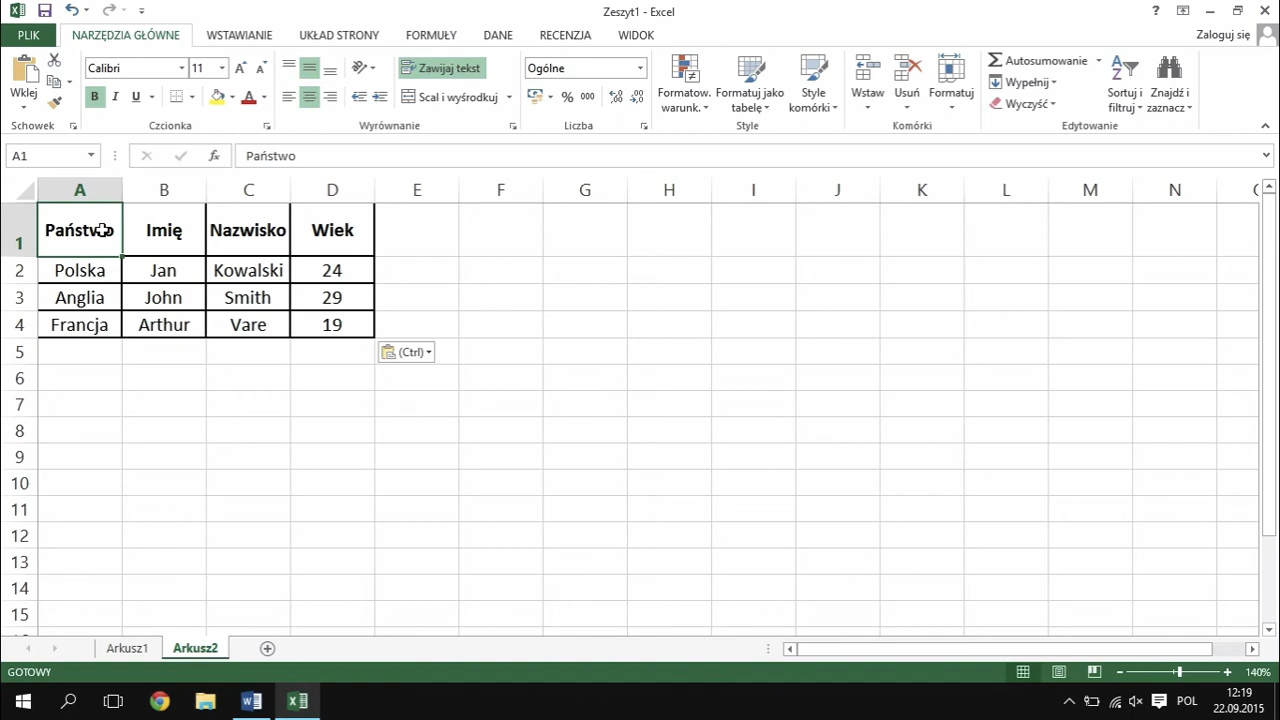 Zeszyt1 - Excel
PLIK NARZĘDZIA GŁÓWNE WSTAWIANIE UKŁAD STRONY FORMUŁY DANE RECENZJA WIDOK Zaloguj się
Wklej
Calibri 11
B I U
Zawijaj tekst
Scal i wyśrodkuj
Ogólne
% 000
Formatow. warunk.
Formatuj jako tabelę
Style komórki
Wstaw Usuń Formatuj
Autosumowanie
Wypełnij
Wyczyść
Sortuj i filtruj
Znajdź i zaznacz
Schowek Czcionka Wyrównanie Liczba Style Komórki Edytowanie
A1 fx Państwo
A B C D E F G H I J K L M N
1 Państwo Imię Nazwisko Wiek
2 Polska Jan Kowalski 24
3 Anglia John Smith 29
4 Francja Arthur Vare 19
5 (Ctrl)
6
7
8
9
10
11
12
13
14
15
Arkusz1 Arkusz2
GOTOWY 140%
POL 12:19
22.09.2015